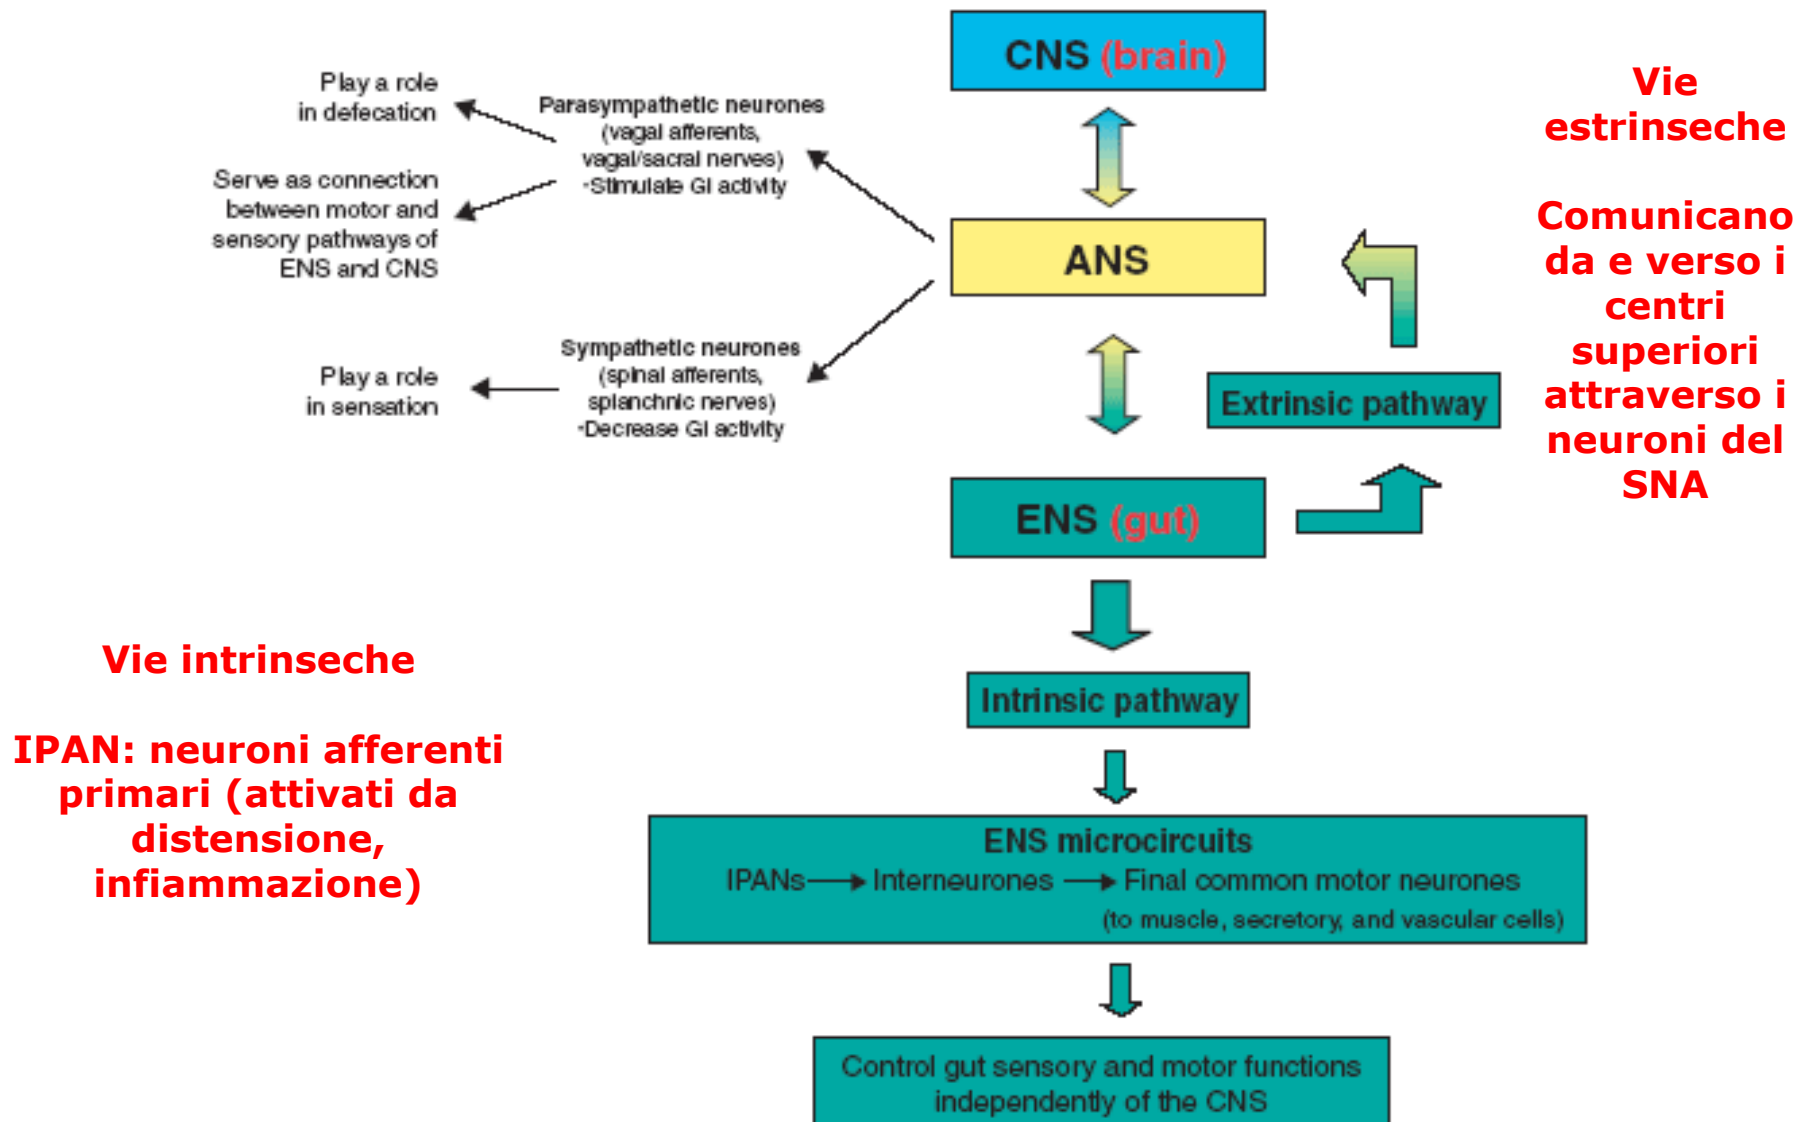 CNS (brain)
Play a role
in defecation
Parasympathetic neurones
(vagal afferents,
vagal/sacral nerves)
-Stimulate GI activity
Serve as connection
between motor and
sensory pathways of
ENS and CNS
ANS
Sympathetic neurones
(spinal afferents,
splanchnic nerves)
-Decrease GI activity
Play a role
in sensation
Extrinsic pathway
Vie
estrinseche
Comunicano
da e verso i
centri
superiori
attraverso i
neuroni del
SNA
ENS (gut)
Intrinsic pathway
Vie intrinseche
IPAN: neuroni afferenti
primari (attivati da
distensione,
infiammazione)
ENS microcircuits
IPANs → Interneurones → Final common motor neurones
(to muscle, secretory, and vascular cells)
Control gut sensory and motor functions
independently of the CNS